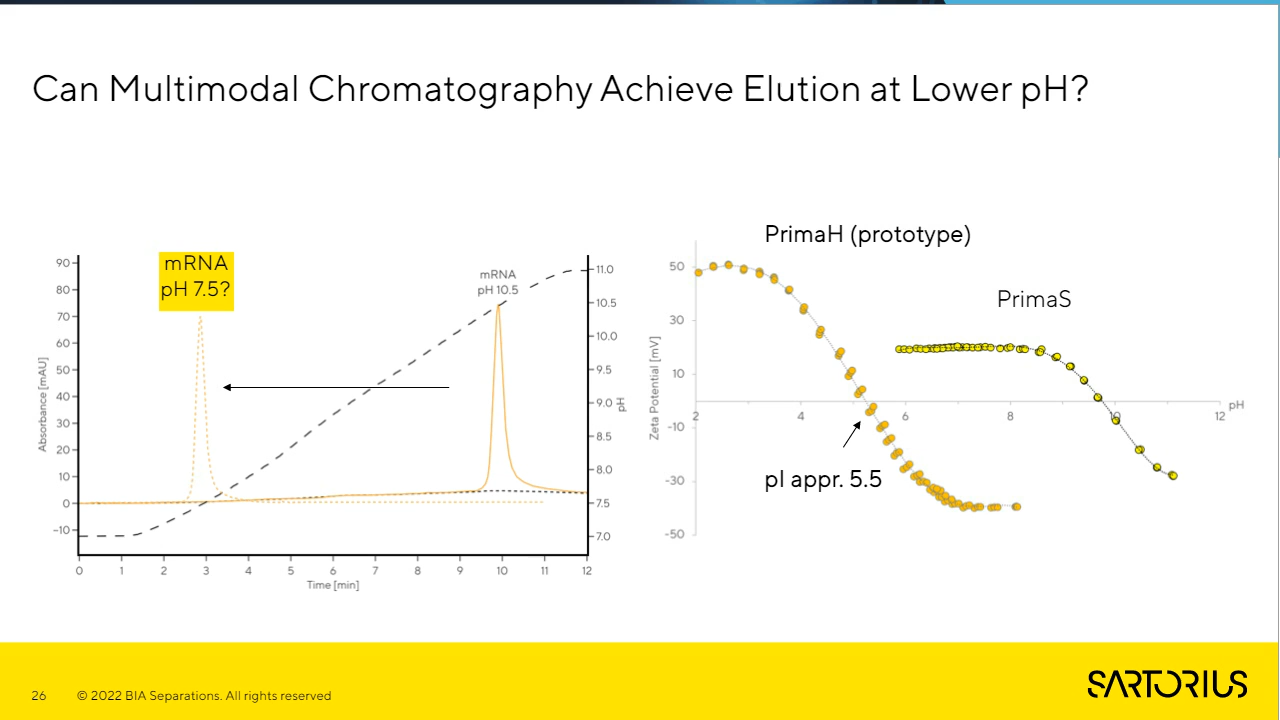 Can Multimodal Chromatography Achieve Elution at Lower pH?
mRNA
pH 7.5?
mRNA
pH 10.5
90
80
70
60
50
40
30
20
10
0
-10
Absorbance [mAU]
11.0
10.5
10.0
9.5
9.0
8.5
8.0
7.5
7.0
pH
0 1 2 3 4 5 6 7 8 9 10 11 12
Time [min]
PrimaH (prototype)
PrimaS
50
30
10
-10
-30
-50
Zeta Potential [mV]
2 4 6 8 10 12
pH
pI appr. 5.5
26 © 2022 BIA Separations. All rights reserved
SARTORIUS